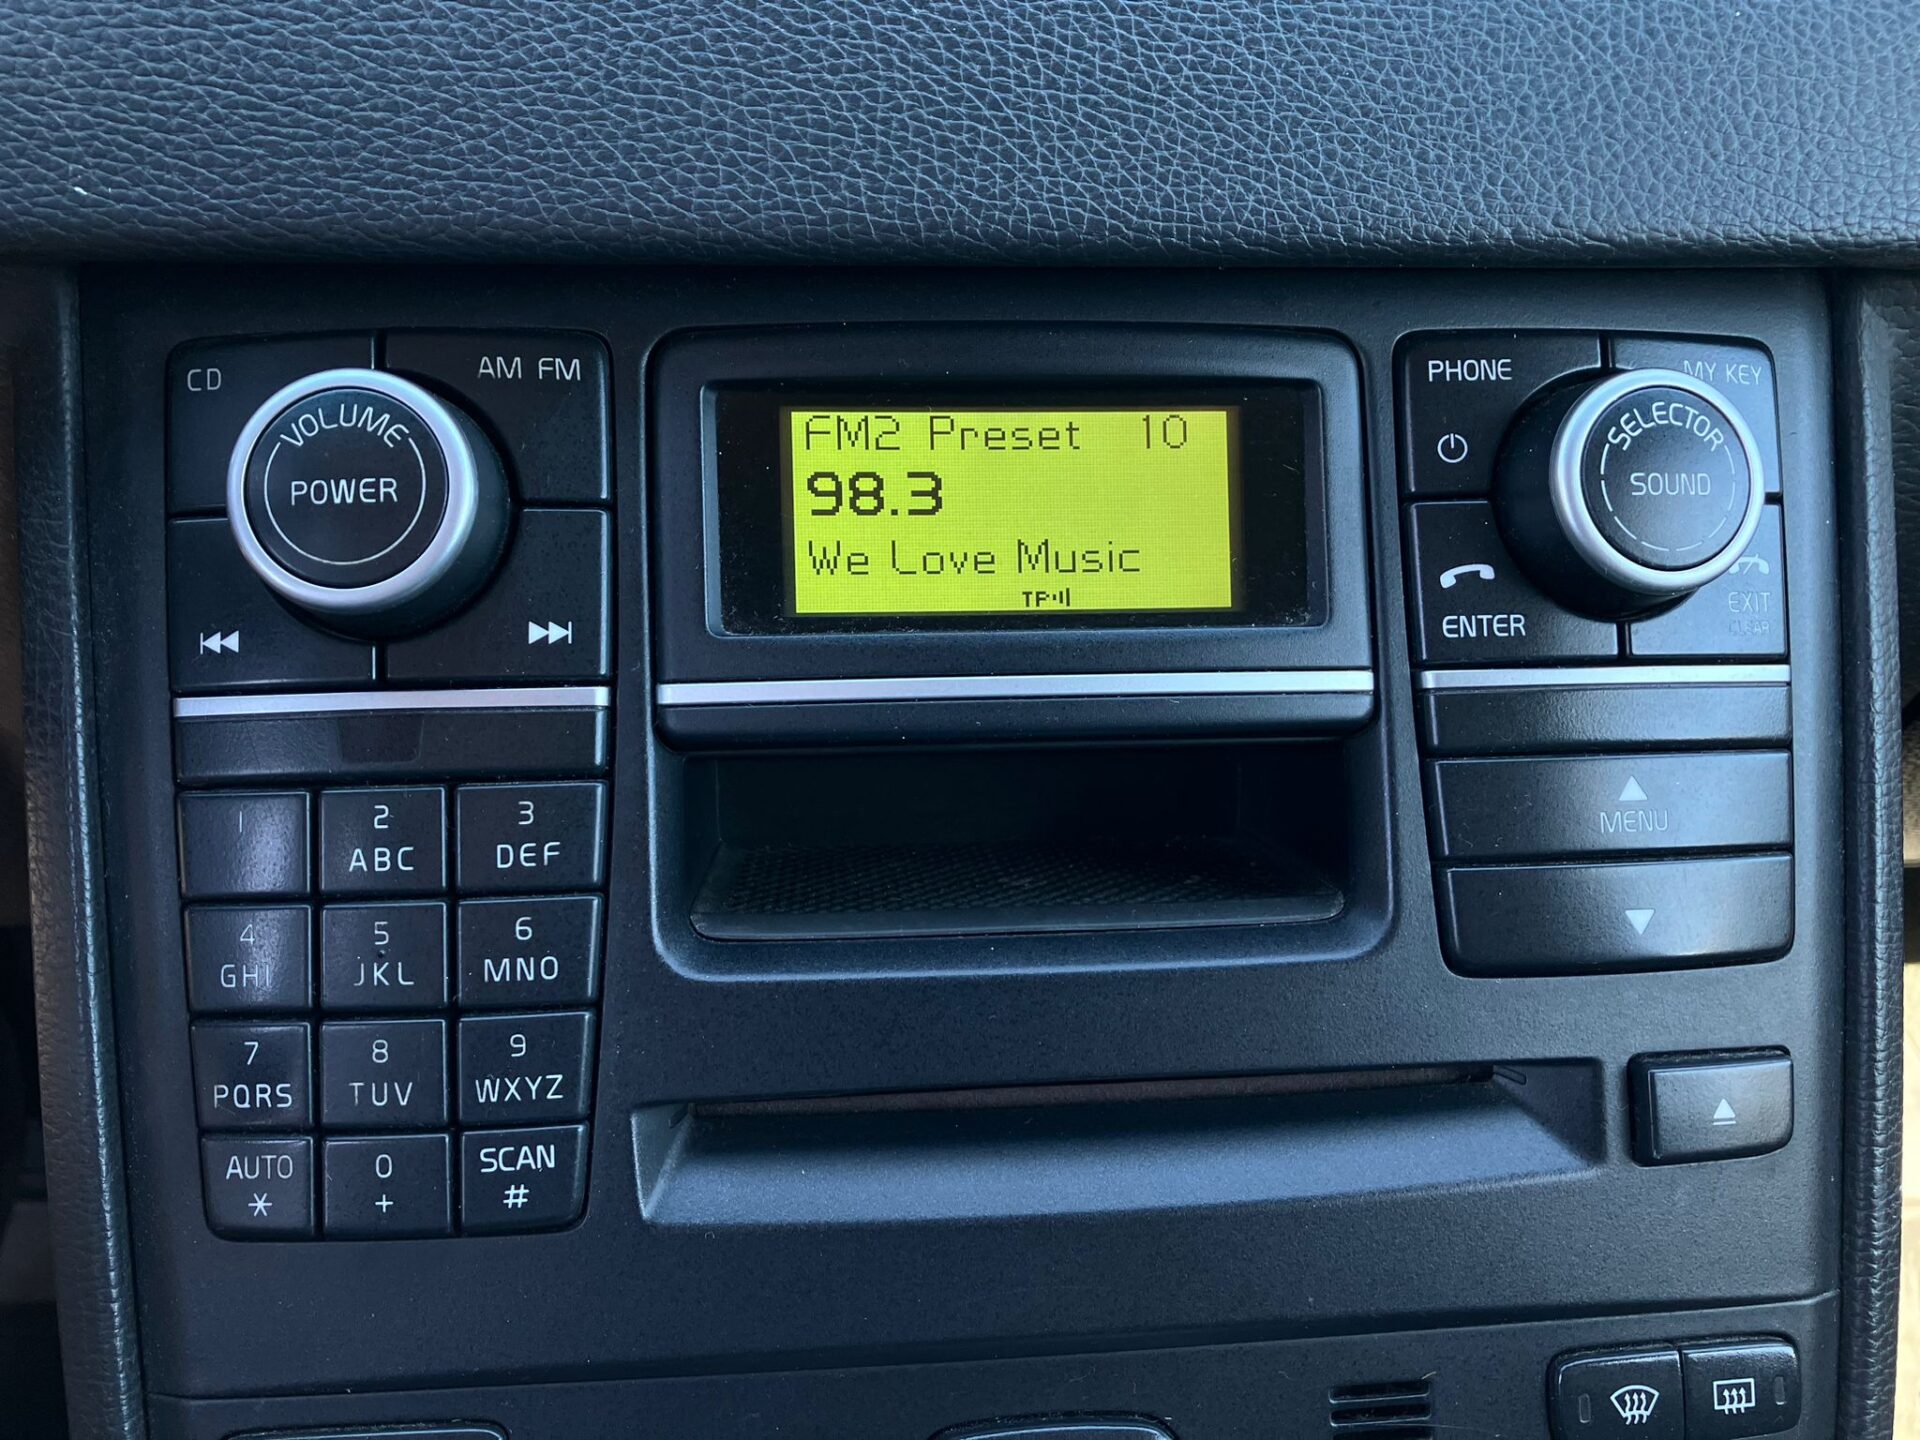 CD
AM FM
VOLUME
POWER
FM2 Preset 10
98.3
We Love Music
TP
PHONE
MY KEY
SELECTOR
SOUND
ENTER
EXIT
CLEAR
MENU
1
2
ABC
3
DEF
4
GHI
5
JKL
6
MNO
7
PQRS
8
TUV
9
WXYZ
AUTO
*
0
+
SCAN
#